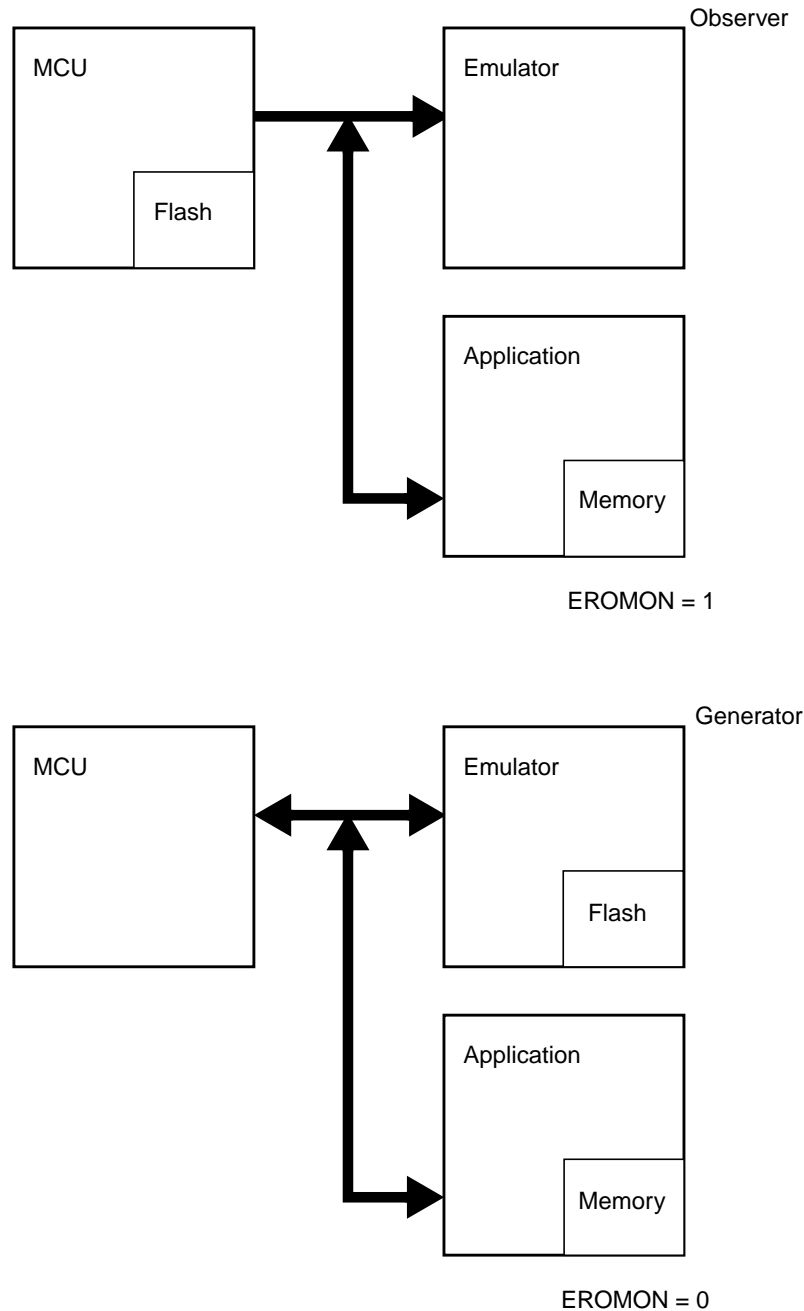 Observer
MCU
Emulator
Flash
Application
Memory
EROMON = 1
Generator
MCU
Emulator
Flash
Application
Memory
EROMON = 0